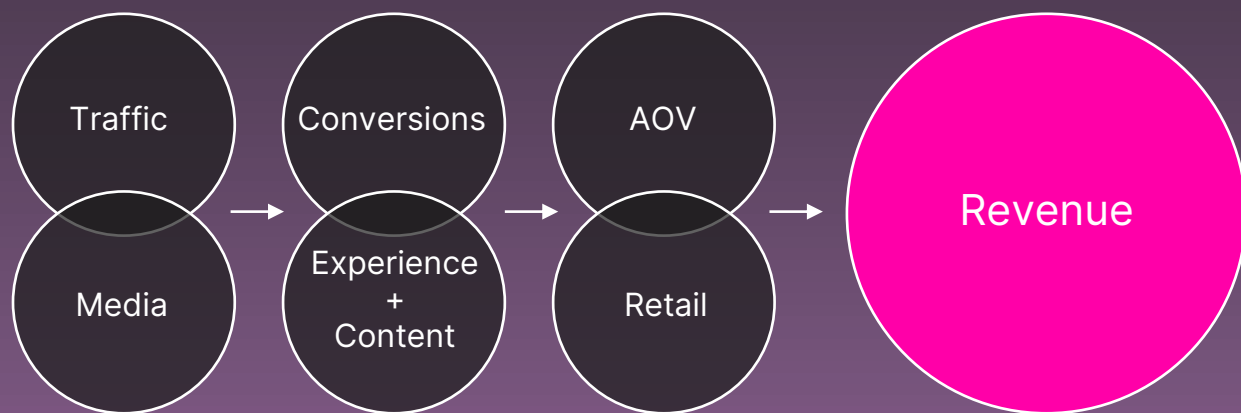 Traffic
Media
Conversions
Experience
+
Content
AOV
Retail
Revenue